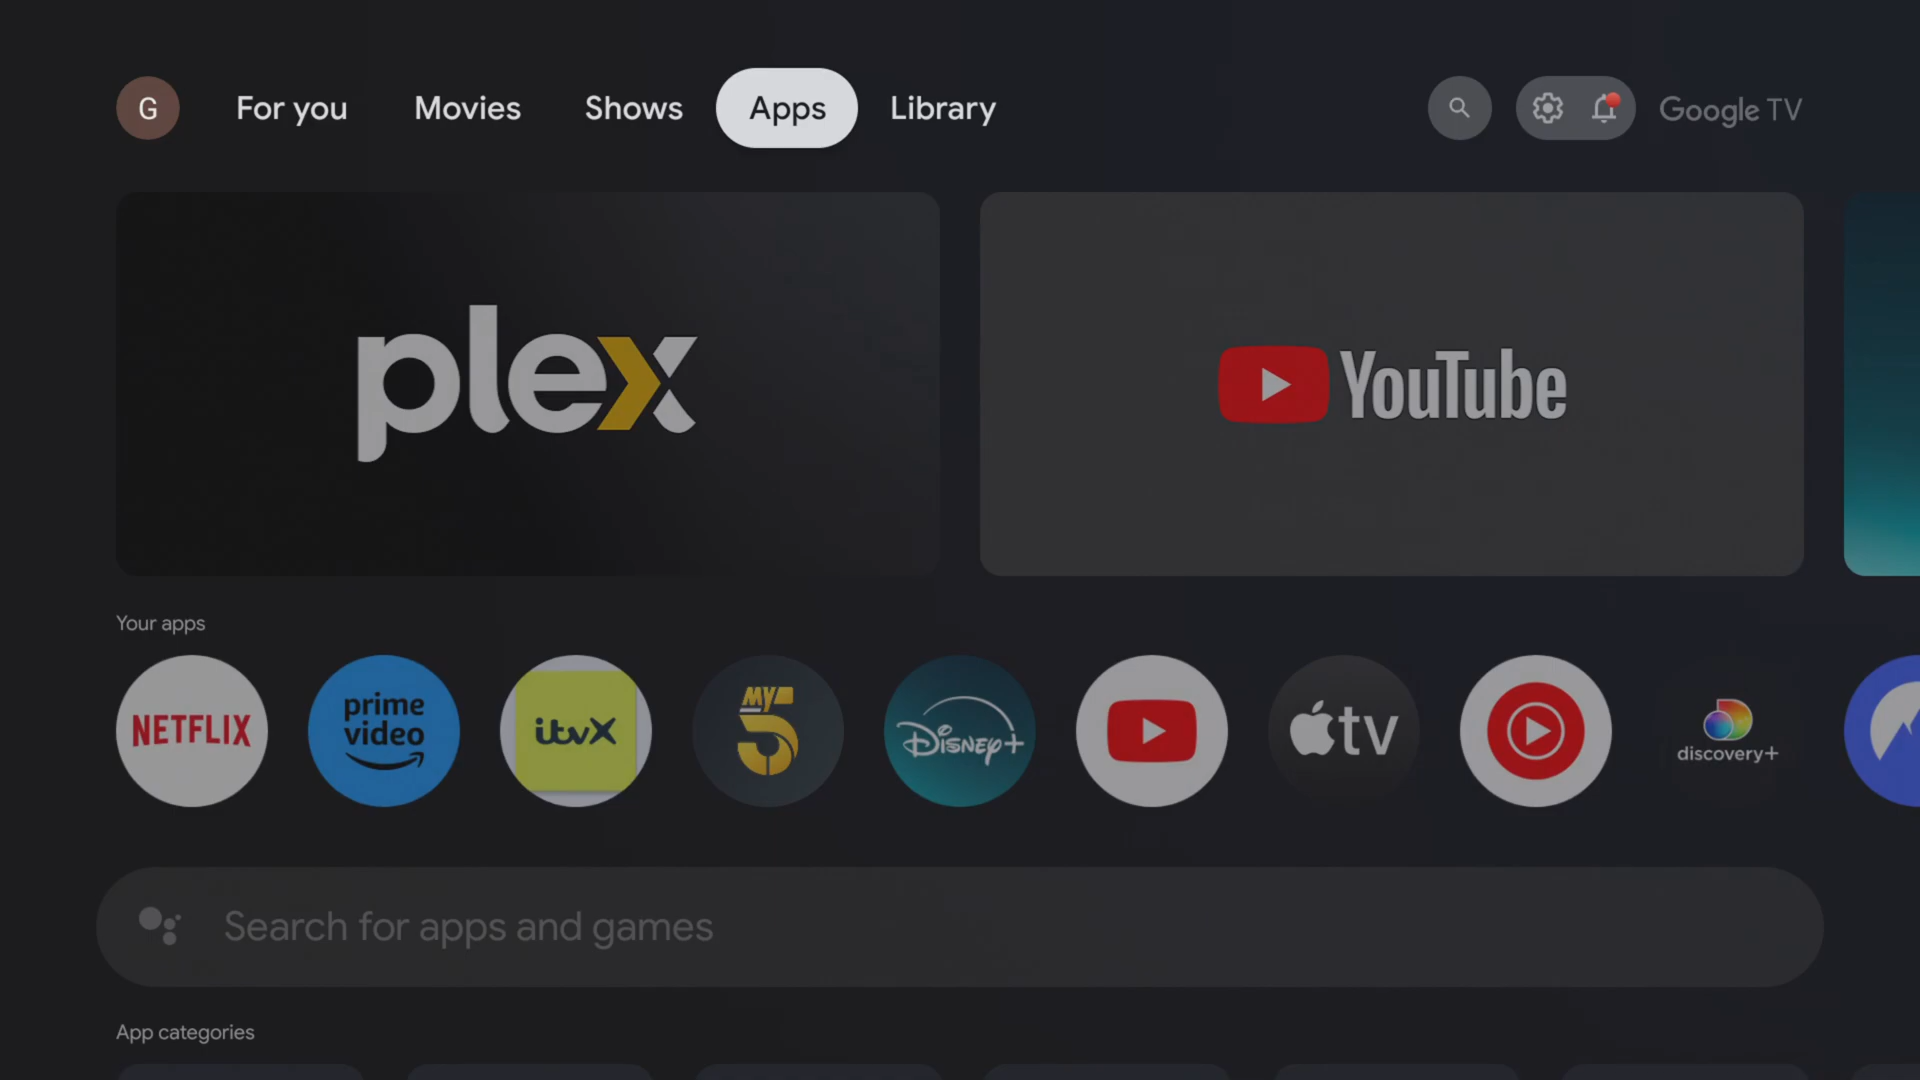 G
For you
Movies
Shows
Apps
Library
Google TV
plex
YouTube
Your apps
NETFLIX
prime video
itvX
MY5
Disney+
tv
discovery+
Search for apps and games
App categories